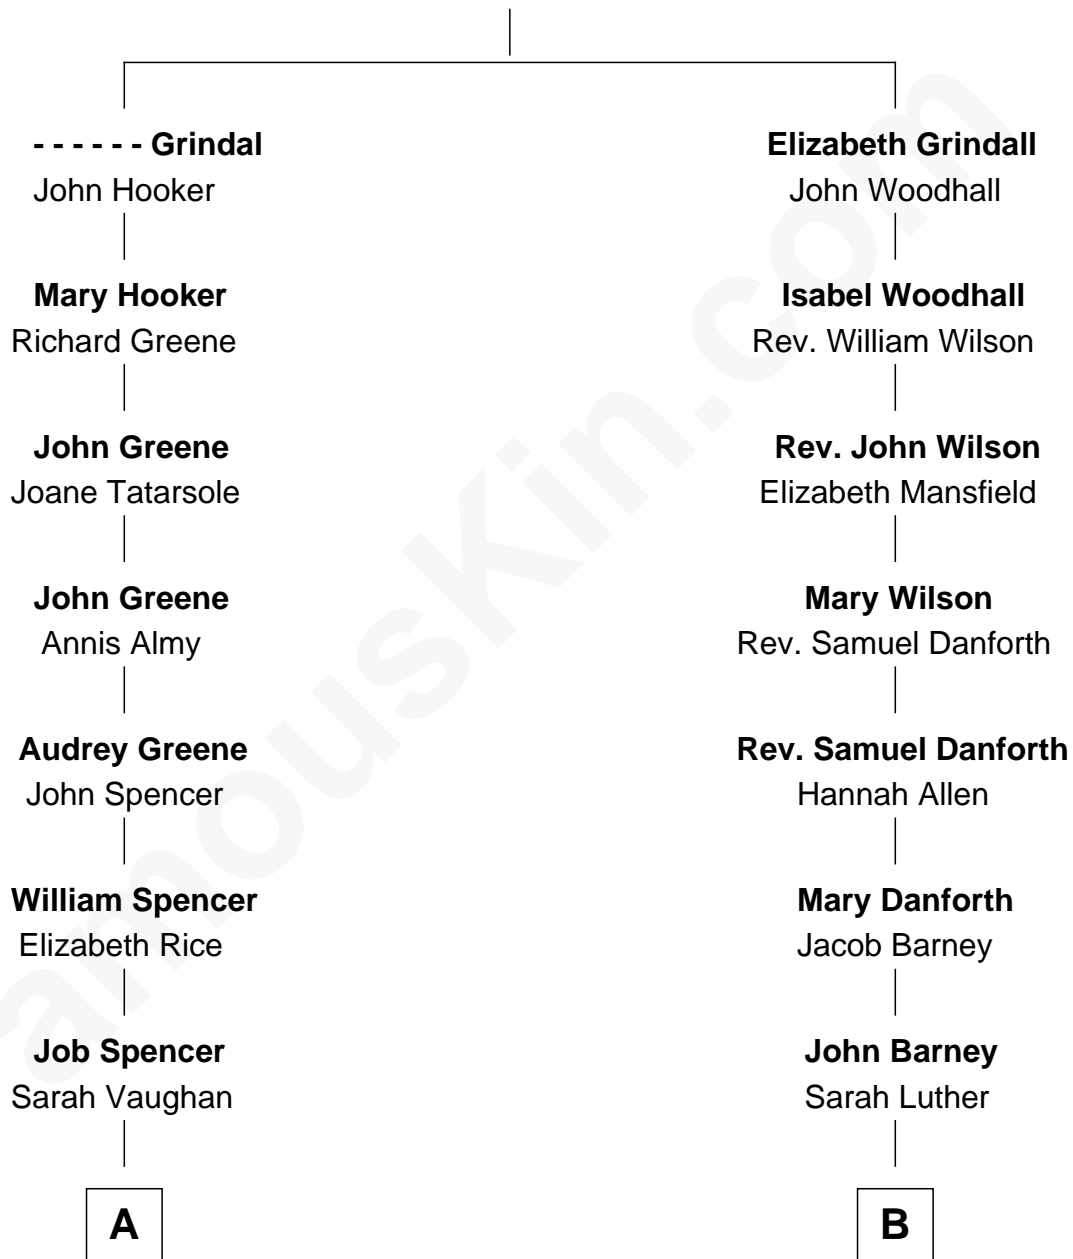 - - - - - - Grindal
John Hooker
Mary Hooker
Richard Greene
John Greene
Joane Tatarsole
John Greene
Annis Almy
Audrey Greene
John Spencer
William Spencer
Elizabeth Rice
Job Spencer
Sarah Vaughan
A
Elizabeth Grindall
John Woodhall
Isabel Woodhall
Rev. William Wilson
Rev. John Wilson
Elizabeth Mansfield
Mary Wilson
Rev. Samuel Danforth
Rev. Samuel Danforth
Hannah Allen
Mary Danforth
Jacob Barney
John Barney
Sarah Luther
B
amousKin.com